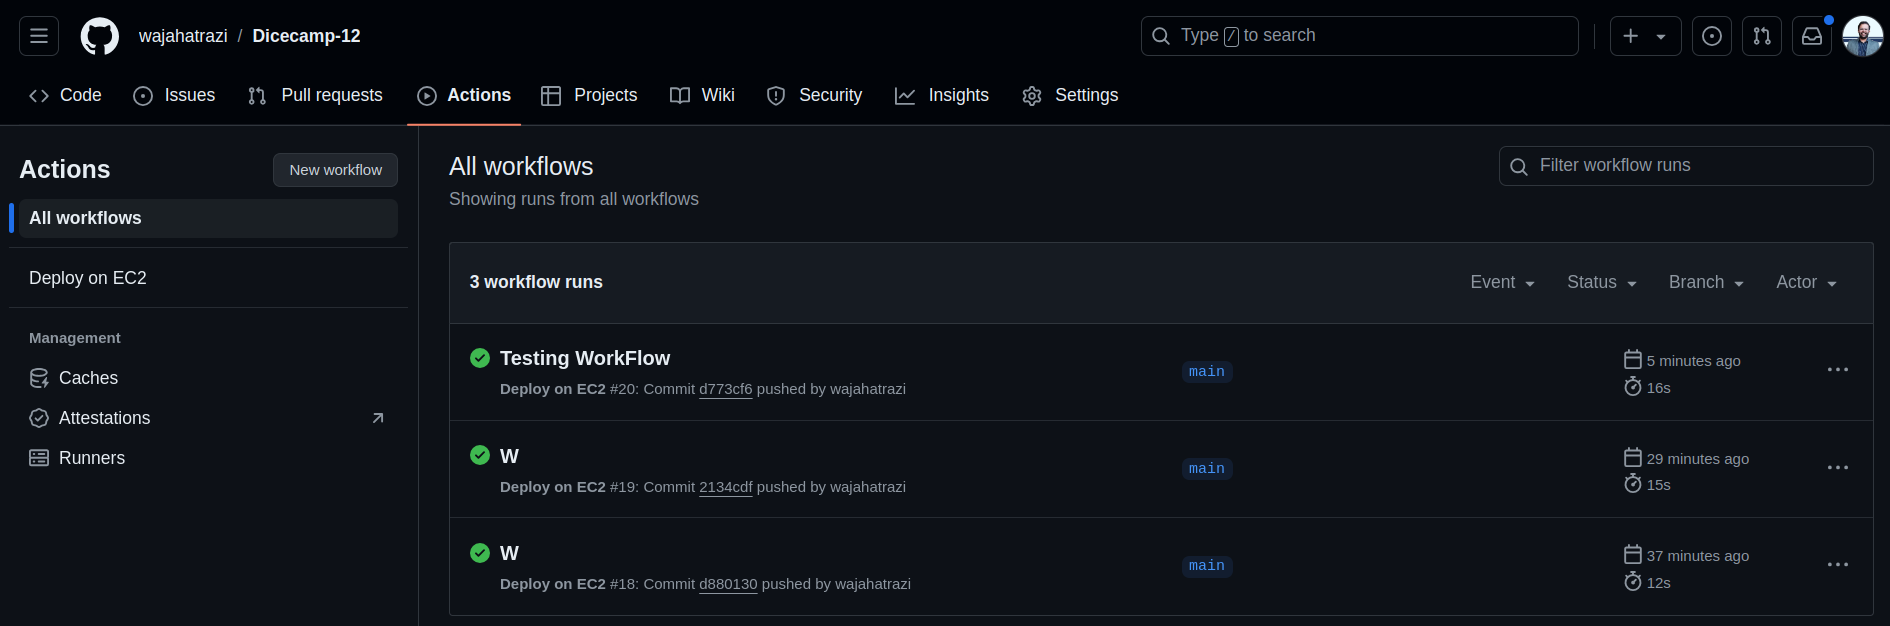 wajahatrazi / Dicecamp-12
Type / to search
Code Issues Pull requests Actions Projects Wiki Security Insights Settings
Actions
New workflow
All workflows
Deploy on EC2
Management
Caches
Attestations
Runners
All workflows
Showing runs from all workflows
Filter workflow runs
3 workflow runs
Event Status Branch Actor
Testing WorkFlow
Deploy on EC2 #20: Commit d773cf6 pushed by wajahatrazi
main
5 minutes ago
16s
W
Deploy on EC2 #19: Commit 2134cdf pushed by wajahatrazi
main
29 minutes ago
15s
W
Deploy on EC2 #18: Commit d880130 pushed by wajahatrazi
main
37 minutes ago
12s